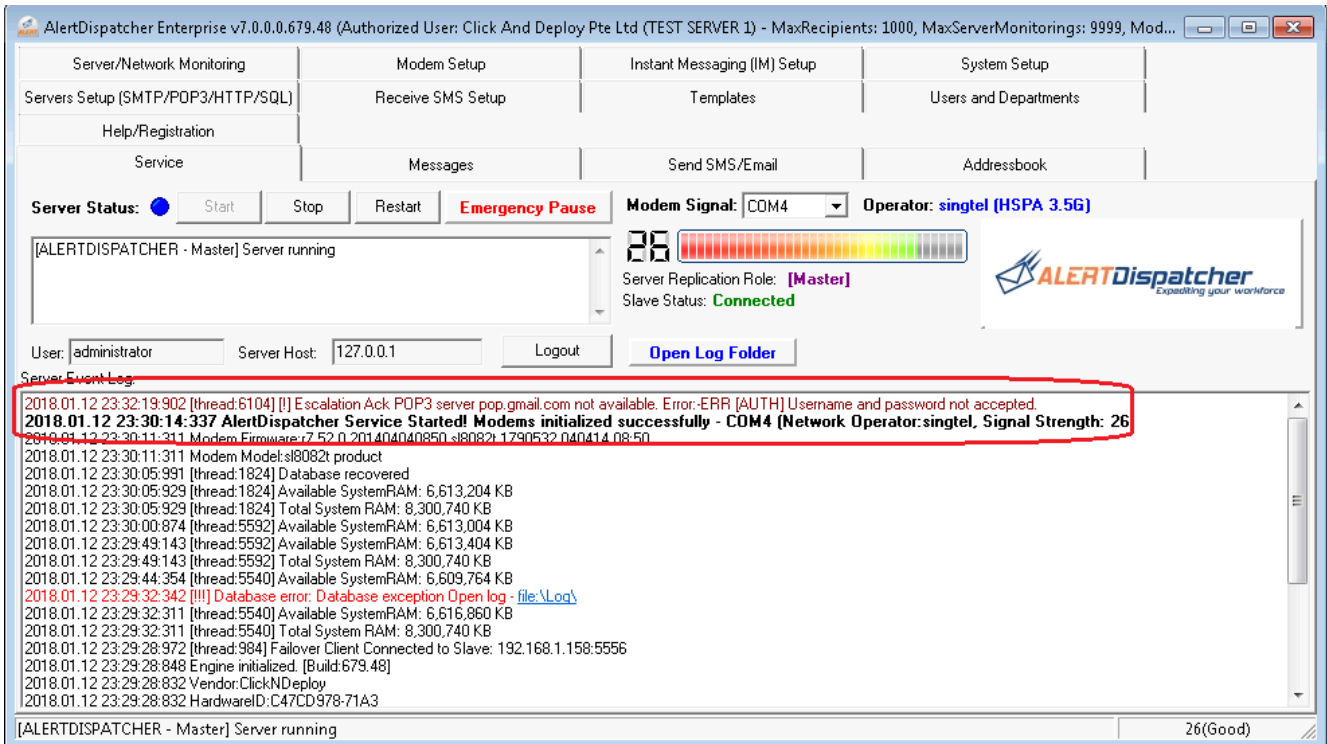 AlertDispatcher Enterprise v7.0.0.0.679.48 (Authorized User: Click And Deploy Pte Ltd (TEST SERVER 1) - MaxRecipients: 1000, MaxServerMonitorings: 9999, Mod...
Server/Network Monitoring Modem Setup Instant Messaging (IM) Setup System Setup
Servers Setup (SMTP/POP3/HTTP/SQL) Receive SMS Setup Templates Users and Departments
Help/Registration
Service Messages Send SMS/Email Addressbook
Server Status: Start Stop Restart Emergency Pause Modem Signal: COM4 Operator: singtel (HSPA 3.5G)
[ALERTDISPATCHER - Master] Server running
26
Server Replication Role: [Master]
Slave Status: Connected
ALERTDispatcher
Expediting your workforce
User: administrator Server Host: 127.0.0.1 Logout Open Log Folder
Server Event Log:
2018.01.12 23:32:19:902 [thread:6104] [!] Escalation Ack POP3 server pop.gmail.com not available. Error:-ERR [AUTH] Username and password not accepted.
2018.01.12 23:30:14:337 AlertDispatcher Service Started! Modems initialized successfully - COM4 (Network Operator:singtel, Signal Strength: 26
2018.01.12 23:30:11:311 Modem Firmware:r7.52.0.201404040850.sl8082t.1790532.040414.08:50
2018.01.12 23:30:11:311 Modem Model:sl8082t product
2018.01.12 23:30:05:991 [thread:1824] Database recovered
2018.01.12 23:30:05:929 [thread:1824] Available SystemRAM: 6,613,204 KB
2018.01.12 23:30:05:929 [thread:1824] Total System RAM: 8,300,740 KB
2018.01.12 23:30:00:874 [thread:5592] Available SystemRAM: 6,613,004 KB
2018.01.12 23:29:49:143 [thread:5592] Available SystemRAM: 6,613,404 KB
2018.01.12 23:29:49:143 [thread:5592] Total System RAM: 8,300,740 KB
2018.01.12 23:29:44:354 [thread:5540] Available SystemRAM: 6,609,764 KB
2018.01.12 23:29:32:342 [!!!] Database error: Database exception Open log - file:\Log\
2018.01.12 23:29:32:311 [thread:5540] Available SystemRAM: 6,616,860 KB
2018.01.12 23:29:32:311 [thread:5540] Total System RAM: 8,300,740 KB
2018.01.12 23:29:28:972 [thread:984] Failover Client Connected to Slave: 192.168.1.158:5556
2018.01.12 23:29:28:848 Engine initialized. [Build:679.48]
2018.01.12 23:29:28:832 Vendor:ClickNDeploy
2018.01.12 23:29:28:832 HardwareID:C47CD978-71A3
[ALERTDISPATCHER - Master] Server running 26(Good)